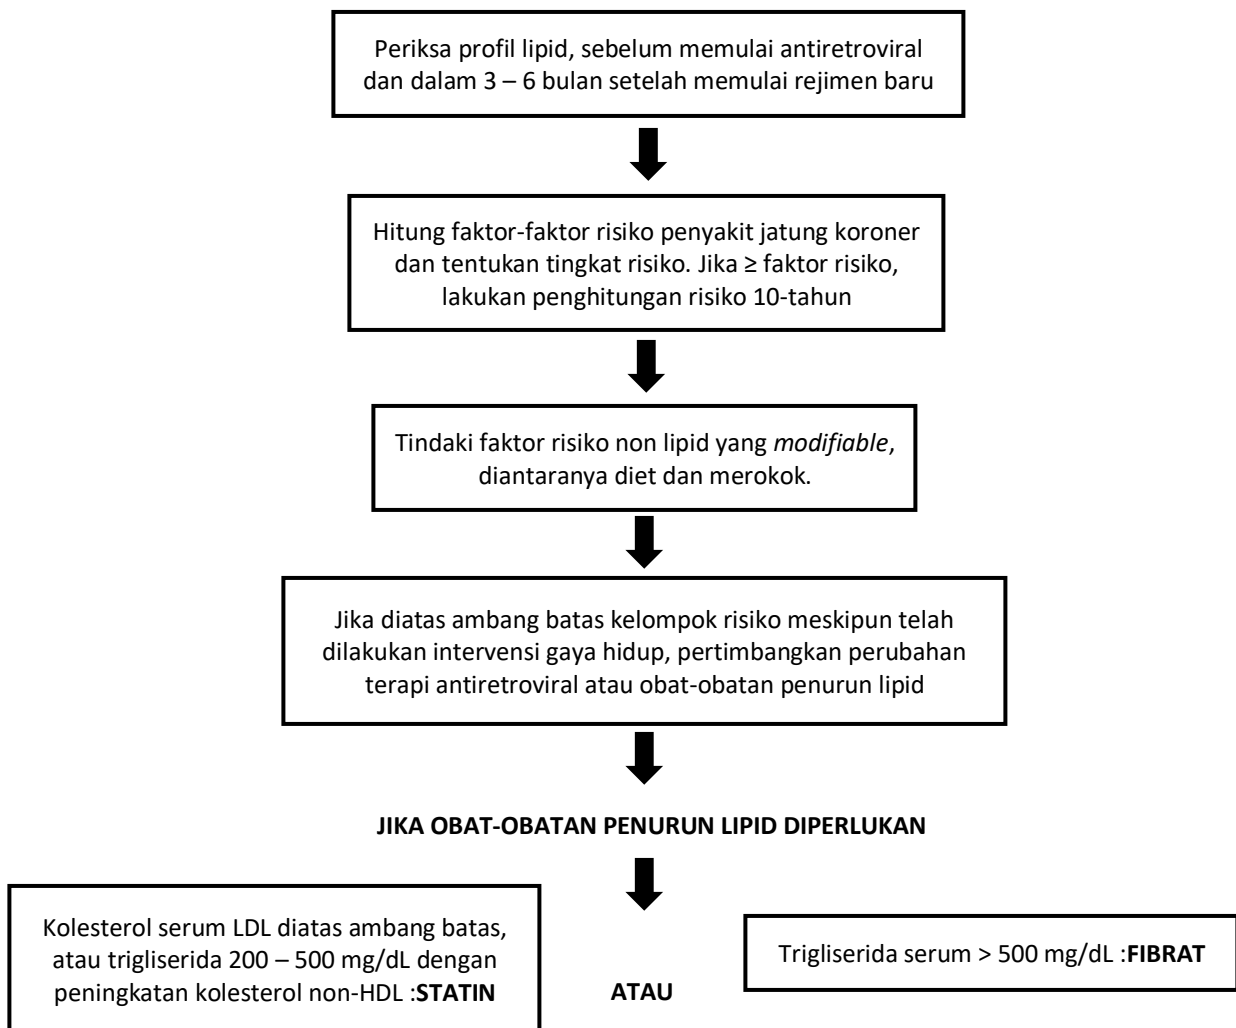 Periksa profil lipid, sebelum memulai antiretroviral
dan dalam 3 – 6 bulan setelah memulai rejimen baru
Hitung faktor-faktor risiko penyakit jatung koroner
dan tentukan tingkat risiko. Jika ≥ faktor risiko,
lakukan penghitungan risiko 10-tahun
Tindaki faktor risiko non lipid yang modifiable,
diantaranya diet dan merokok.
Jika diatas ambang batas kelompok risiko meskipun telah
dilakukan intervensi gaya hidup, pertimbangkan perubahan
terapi antiretroviral atau obat-obatan penurun lipid
JIKA OBAT-OBATAN PENURUN LIPID DIPERLUKAN
Kolesterol serum LDL diatas ambang batas,
atau trigliserida 200 – 500 mg/dL dengan
peningkatan kolesterol non-HDL :STATIN
ATAU
Trigliserida serum > 500 mg/dL :FIBRAT